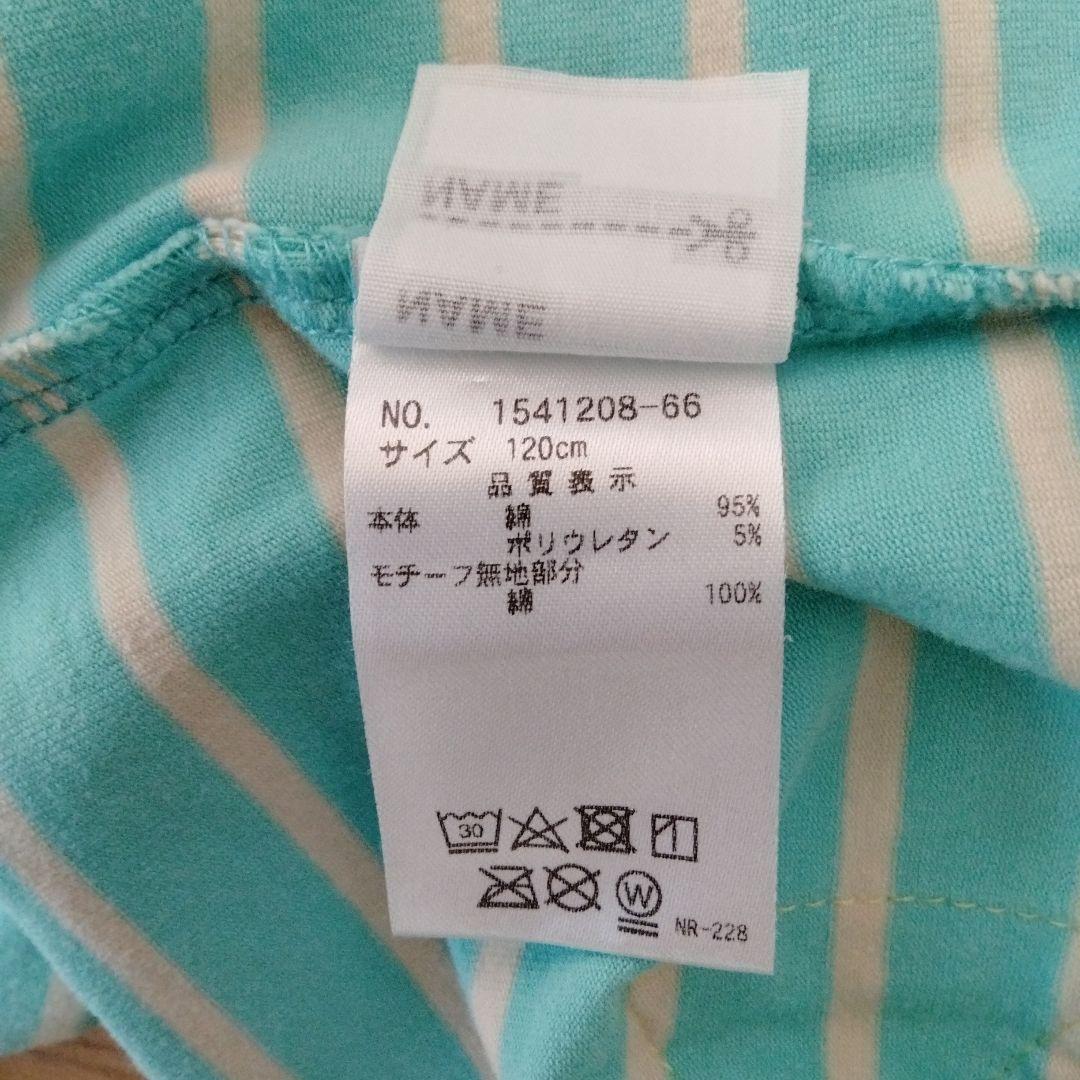 NAME
NAME
NO. 1541208-66
サイズ 120cm
品質表示
本体 綿 95%
ポリウレタン 5%
モチーフ無地部分
綿 100%
30
W
NR-228